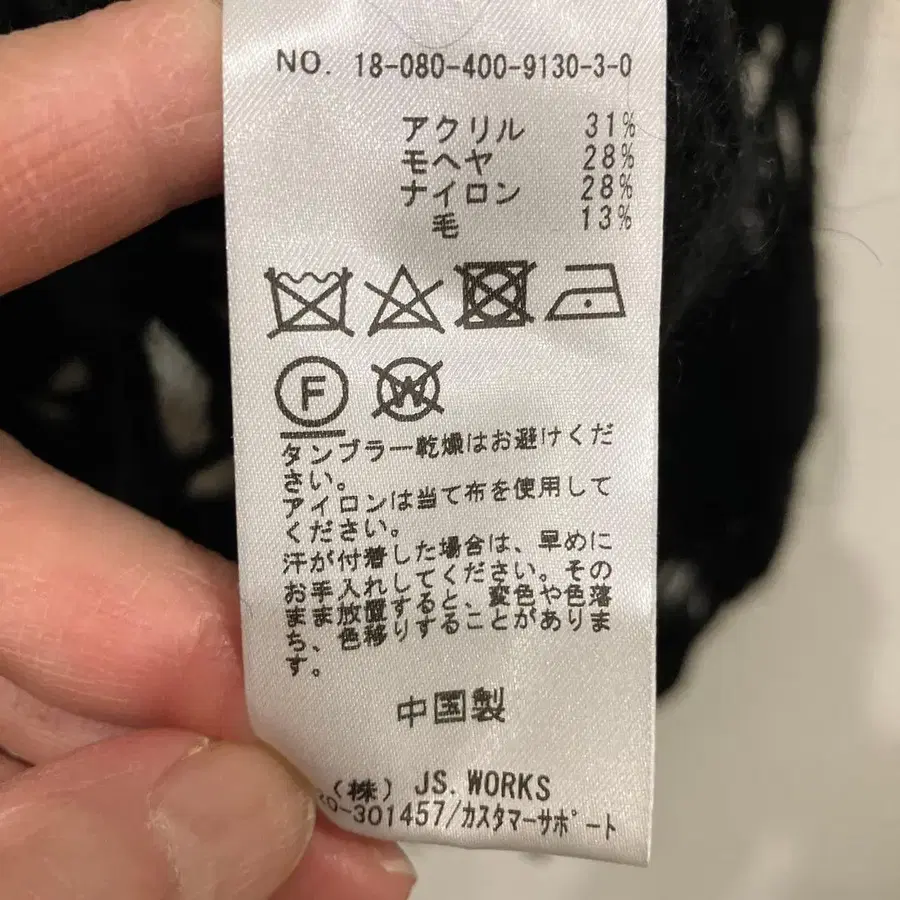 NO. 18-080-400-9130-3-0
アクリル 31%
モヘヤ 28%
ナイロン 28%
毛 13%
F W
タンブラー乾燥はお避けくだ
さい。
アイロンは当て布を使用して
ください。
汗が付着した場合は、早めに
お手入れしてください。その
まま放置すると、変色や色落
ち、色移りすることがありま
す。
中国製
(株) JS.WORKS
0-301457/カスタマーサポート